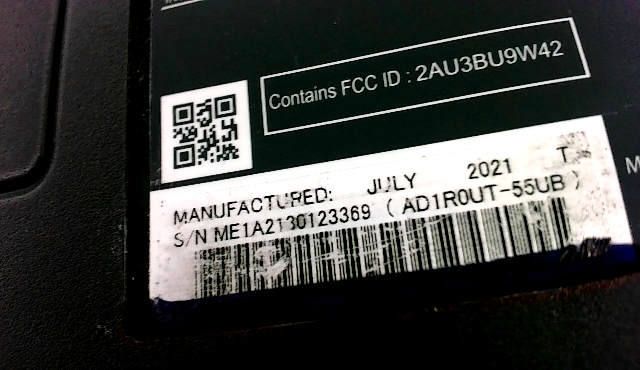 Contains FCC ID : 2AU3BU9W42
MANUFACTURED: JULY 2021 T
S/N ME1A2130123369 ( AD1R0UT-55UB )
M